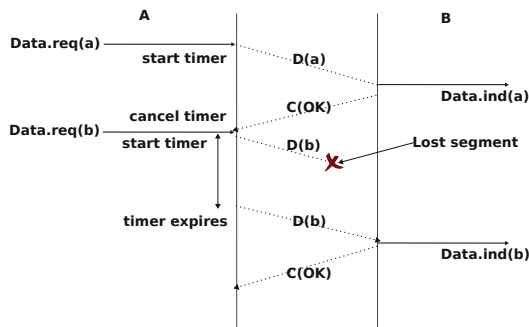 A
B
Data.req(a)
start timer
D(a)
Data.ind(a)
C(OK)
cancel timer
Data.req(b)
start timer
D(b)
Lost segment
timer expires
D(b)
Data.ind(b)
C(OK)